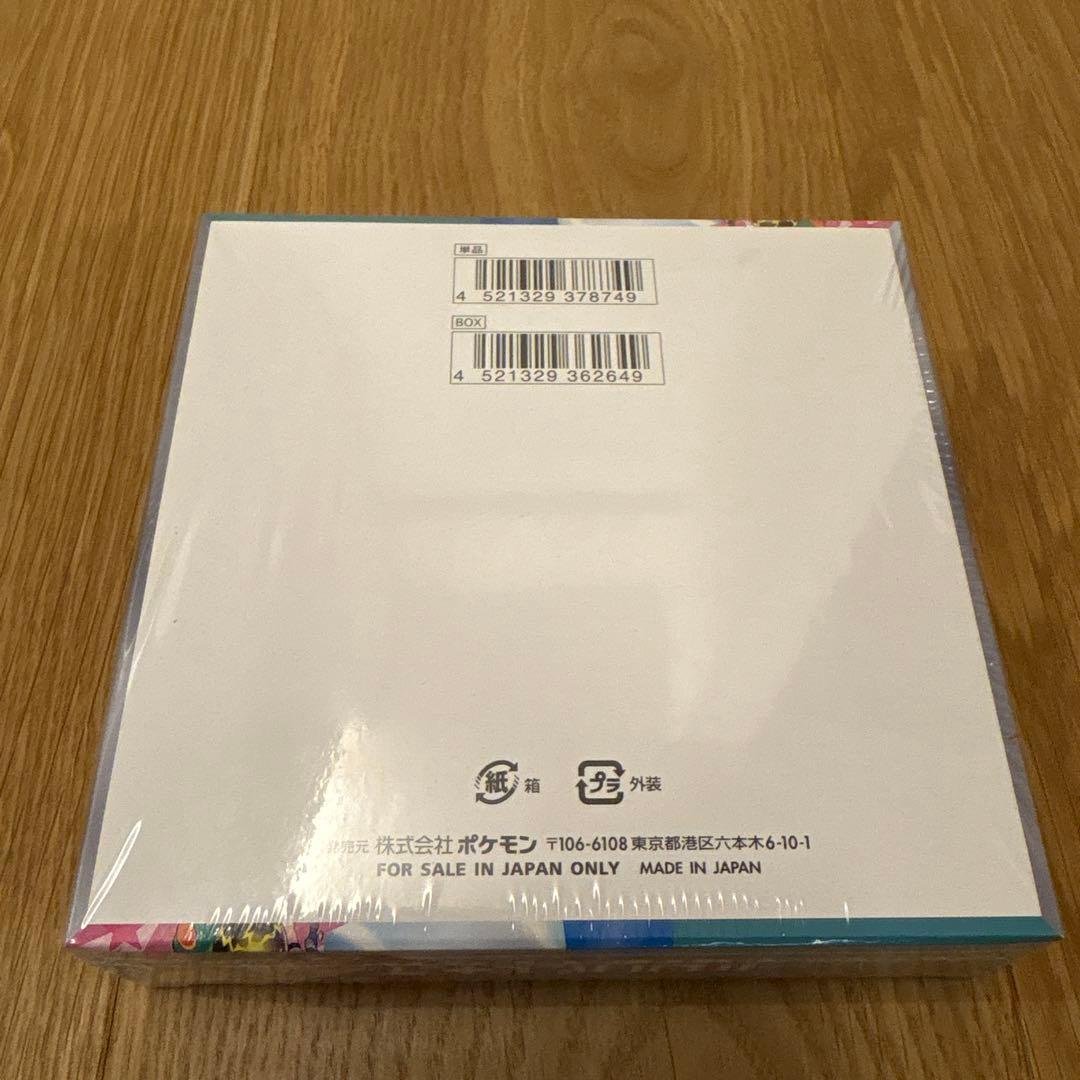 単品
4 521329 378749
BOX
4 521329 362649
紙 箱 プラ 外装
発売元 株式会社 ポケモン 〒106-6108 東京都港区六本木6-10-1
FOR SALE IN JAPAN ONLY MADE IN JAPAN